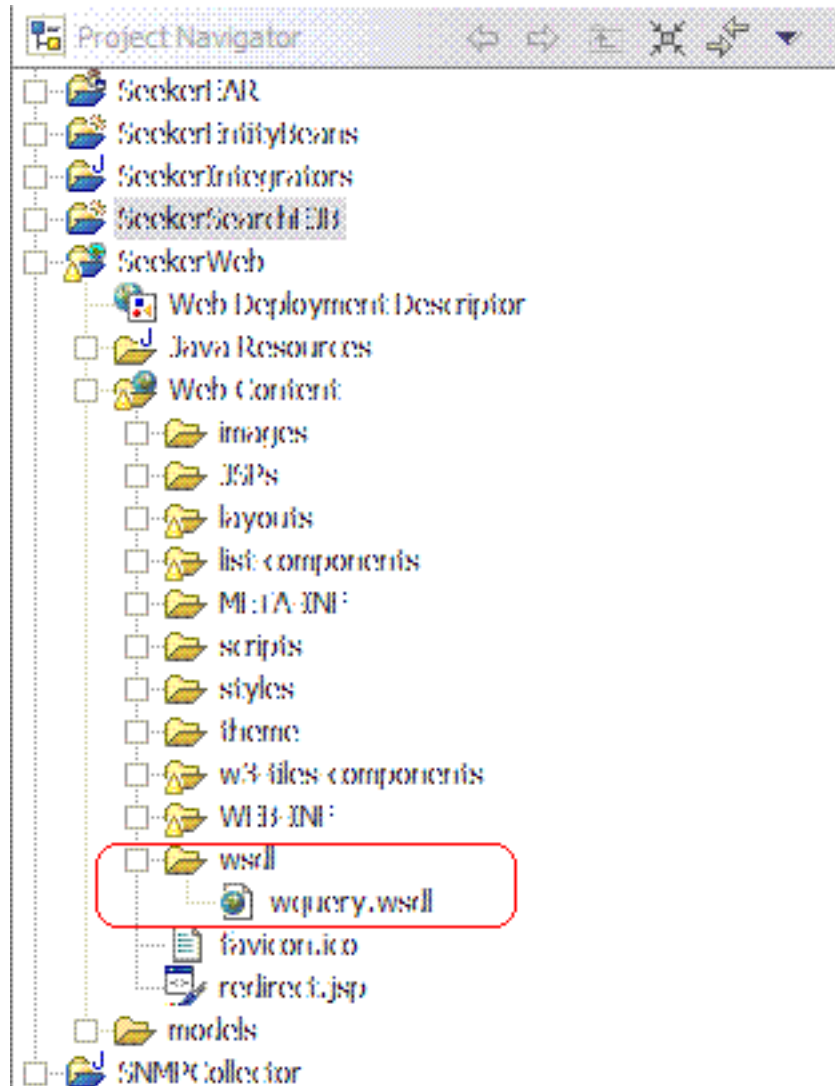 Project Navigator
SeekerEAR
SeekerEntityBeans
SeekerIntegrators
SeekerSearchEJB
SeekerWeb
Web Deployment Descriptor
Java Resources
Web Content
images
JSPs
layouts
list-components
META-INF
scripts
styles
theme
w3-tiles-components
WEB-INF
wsdl
wquery.wsdl
favicon.ico
redirect.jsp
models
SNMPCollector